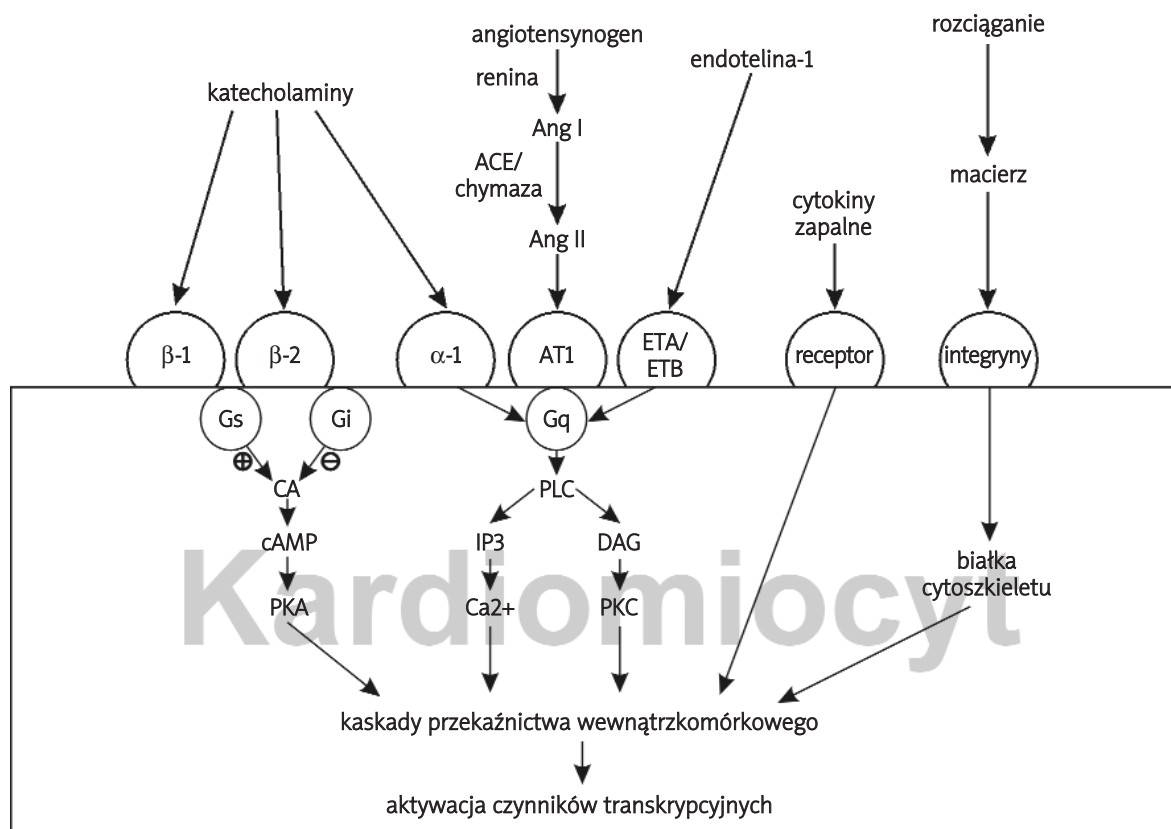 angiotensynogen
rozciąganie
endotelina-1
renina
katecholaminy
Ang I
ACE/
chymaza
macierz
cytokiny
zapalne
Ang II
β-1
β-2
α-1
AT1
ETA/
ETB
receptor
integryny
Gs
Gi
Gq
⊕
⊖
CA
PLC
cAMP
IP3
DAG
białka
cytoszkieletu
PKA
Ca2+
PKC
Kardiomiocyt
kaskady przekaźnictwa wewnątrzkomórkowego
aktywacja czynników transkrypcyjnych